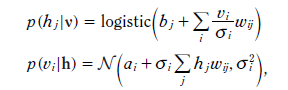 p(h_j|v) = logistic(b_j + ∑_i v_i/σ_i w_ij)
p(v_i|h) = 𝒩(a_i + σ_i ∑_j h_j w_ij, σ_i^2),